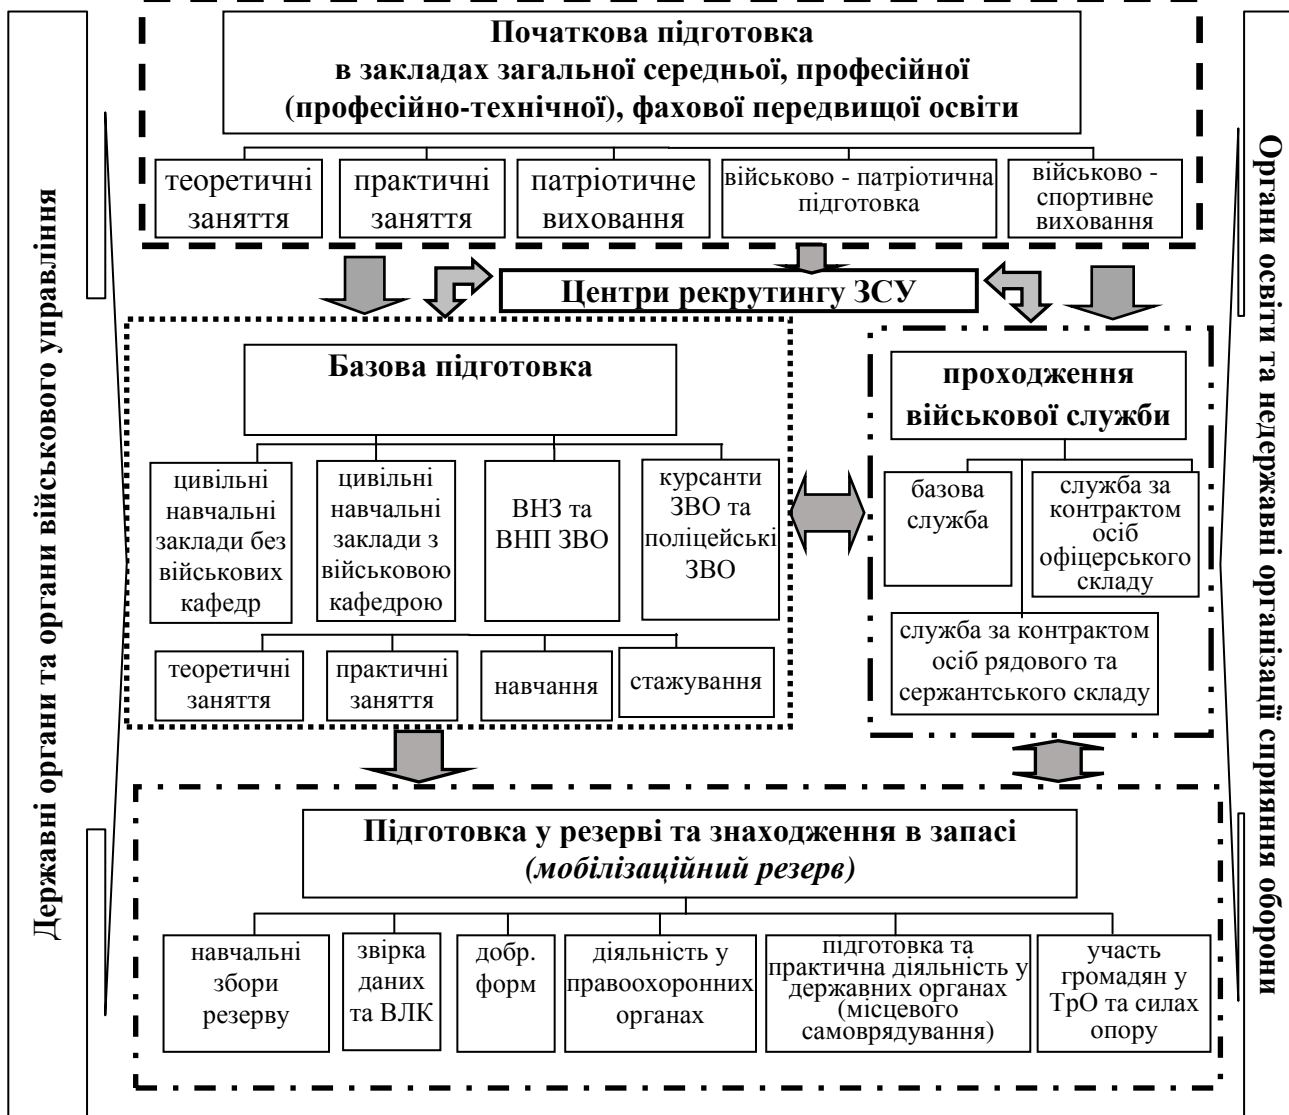 Державні органи та органи військового управління
Початкова підготовка
в закладах загальної середньої, професійної
(професійно-технічної), фахової передвищої освіти
теоретичні
заняття
практичні
заняття
патріотичне
виховання
військово - патріотична
підготовка
військово -
спортивне
виховання
Центри рекрутингу ЗСУ
Базова підготовка
цивільні
навчальні
заклади без
військових
кафедр
цивільні
навчальні
заклади з
військовою
кафедрою
ВНЗ та
ВНП ЗВО
курсанти
ЗВО та
поліцейські
ЗВО
теоретичні
заняття
практичні
заняття
навчання
стажування
проходження
військової служби
базова
служба
служба за
контрактом
осіб
офіцерського
складу
служба за контрактом
осіб рядового та
сержантського складу
Підготовка у резерві та знаходження в запасі
(мобілізаційний резерв)
навчальні
збори
резерву
звірка
даних
та ВЛК
добр.
форм
діяльність у
правоохоронних
органах
підготовка та
практична діяльність у
державних органах
(місцевого
самоврядування)
участь
громадян у
ТрО та силах
опору
Органи освіти та недержавні організації сприяння обороні